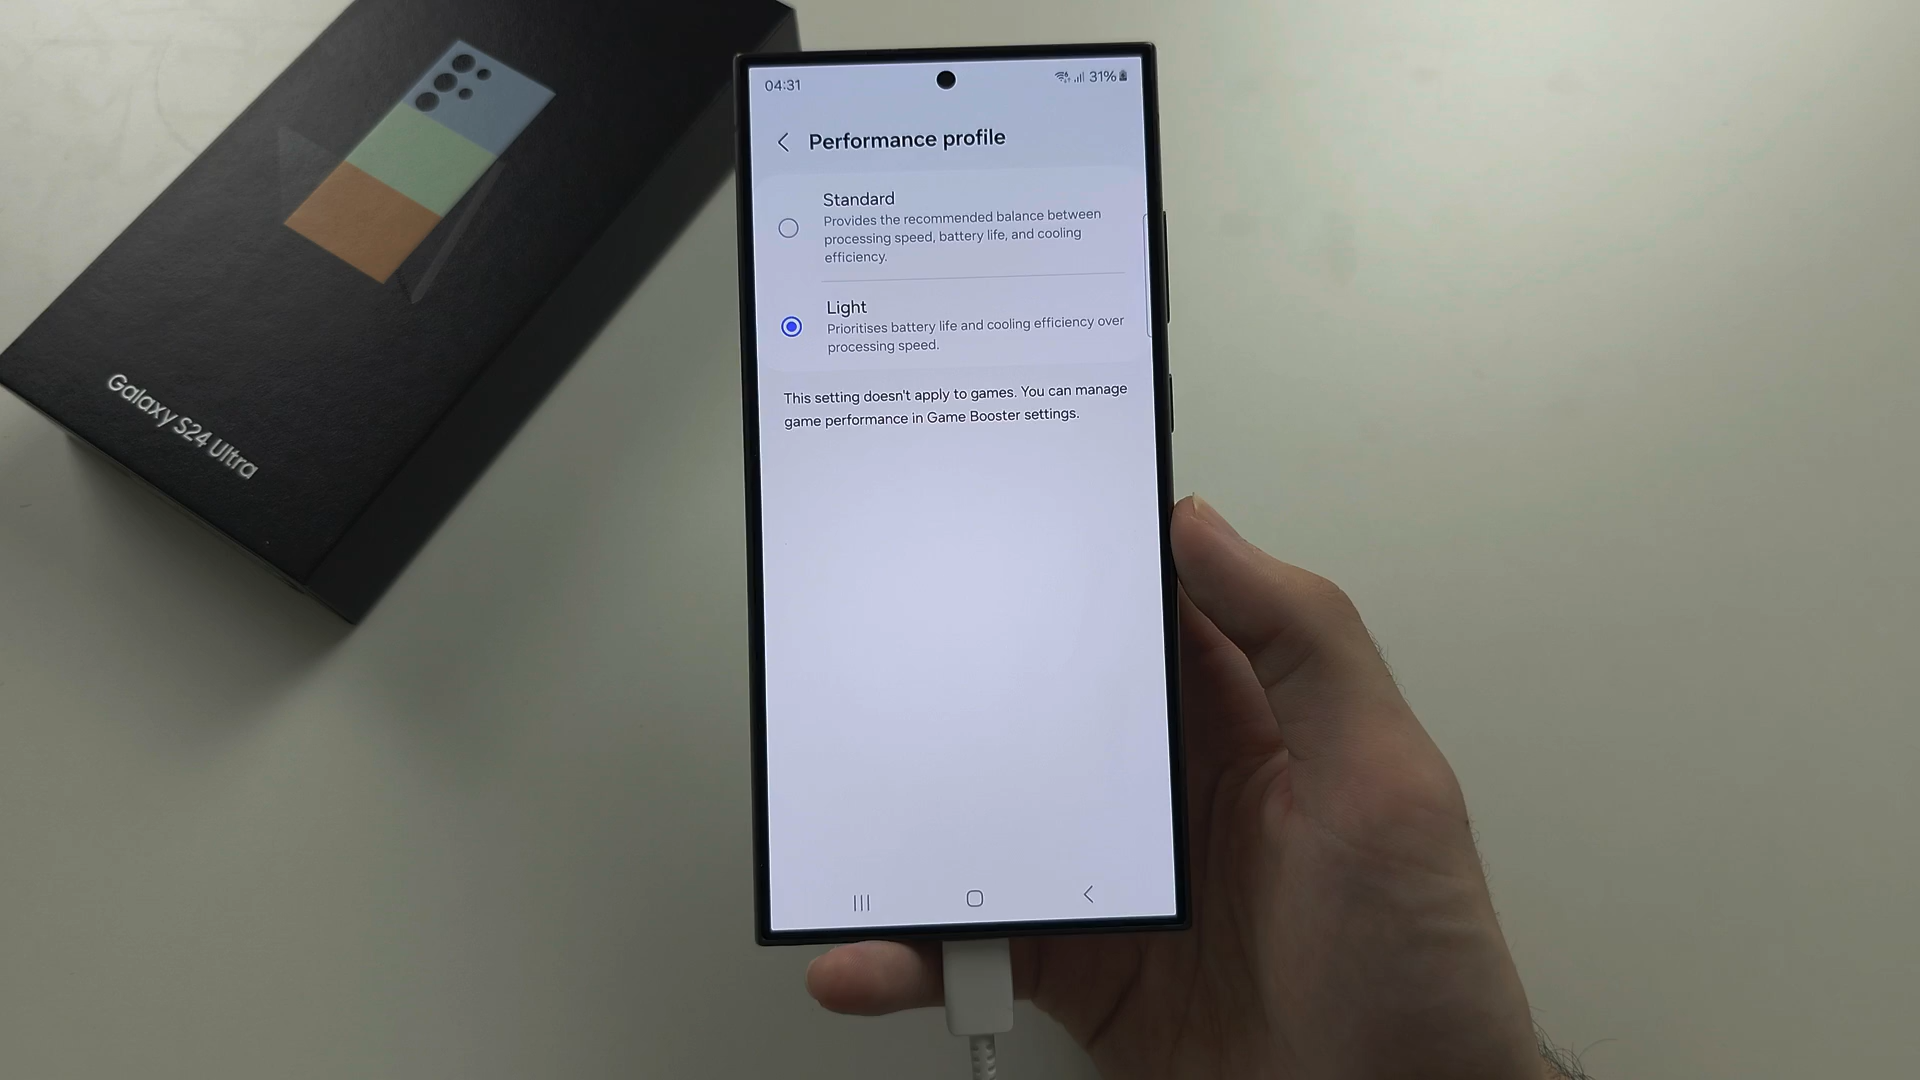 04:31
31%
Performance profile
Standard
Provides the recommended balance between
processing speed, battery life, and cooling
efficiency.
Light
Prioritises battery life and cooling efficiency over
processing speed.
This setting doesn't apply to games. You can manage
game performance in Game Booster settings.
Galaxy S24 Ultra